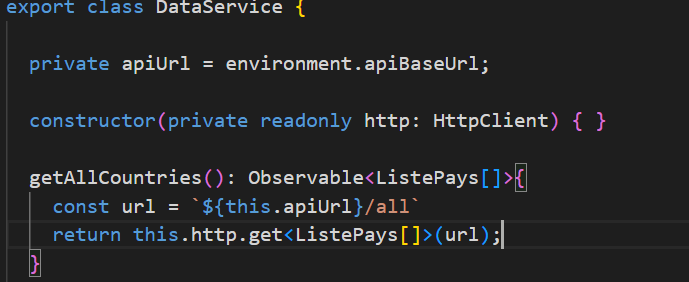 export class DataService {
private apiUrl = environment.apiBaseUrl;
constructor(private readonly http: HttpClient) { }
getAllCountries(): Observable<ListePays[]>{
const url = `${this.apiUrl}/all`
return this.http.get<ListePays[]>(url);
}